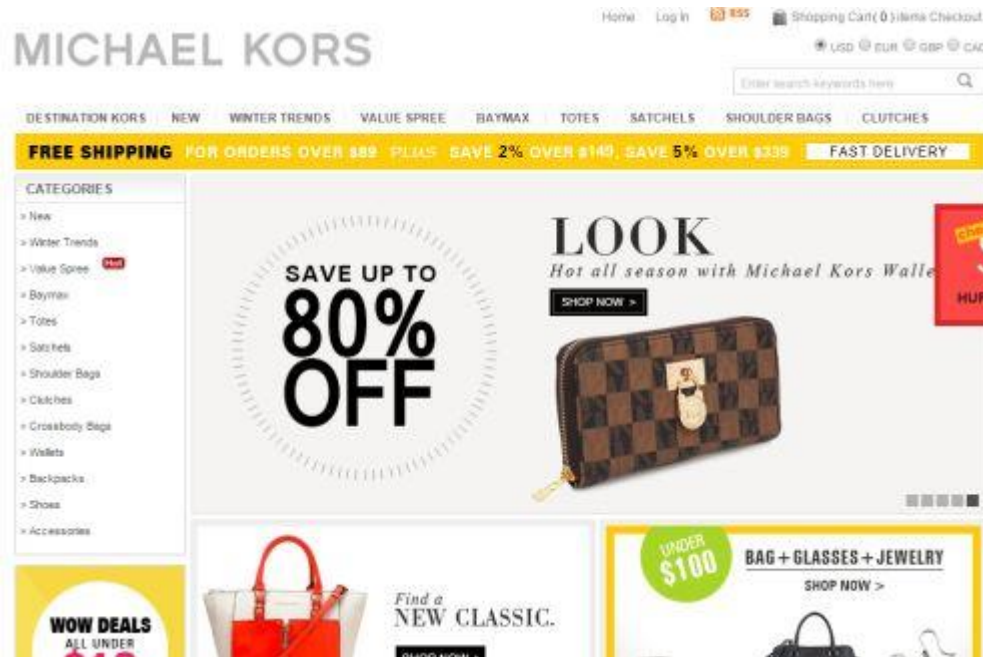 Home Log In RSS Shopping Cart( 0 ) items Checkout
MICHAEL KORS
USD EUR GBP CAD
Enter search keywords here
DESTINATION KORS NEW WINTER TRENDS VALUE SPREE BAYMAX TOTES SATCHELS SHOULDER BAGS CLUTCHES
FREE SHIPPING FOR ORDERS OVER $89 PLUS SAVE 2% OVER $149, SAVE 5% OVER $339 FAST DELIVERY
CATEGORIES
» New
» Winter Trends
» Value Spree Hot
» Baymax
» Totes
» Satchels
» Shoulder Bags
» Clutches
» Crossbody Bags
» Wallets
» Backpacks
» Shoes
» Accessories
SAVE UP TO
80%
OFF
LOOK
Hot all season with Michael Kors Walle
SHOP NOW >
HUR
WOW DEALS
ALL UNDER
Find a
NEW CLASSIC.
SHOP NOW >
UNDER
$100
BAG+GLASSES+JEWELRY
SHOP NOW >